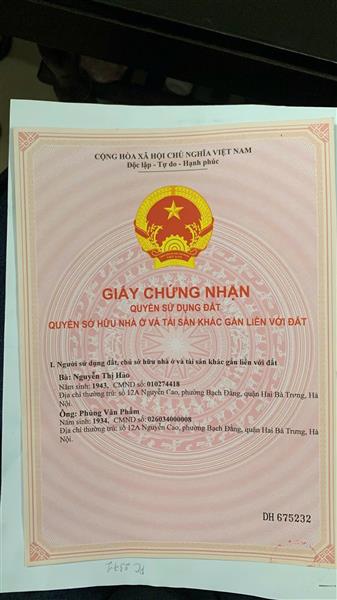 CỘNG HÒA XÃ HỘI CHỦ NGHĨA VIỆT NAM
Độc lập - Tự do - Hạnh phúc
GIẤY CHỨNG NHẬN
QUYỀN SỬ DỤNG ĐẤT
QUYỀN SỞ HỮU NHÀ Ở VÀ TÀI SẢN KHÁC GẮN LIỀN VỚI ĐẤT
I. Người sử dụng đất, chủ sở hữu nhà ở và tài sản khác gắn liền với đất
Bà: Nguyễn Thị Hào
Năm sinh: 1943, CMND số: 010274418
Địa chỉ thường trú: số 12A Nguyễn Cao, phường Bạch Đằng, quận Hai Bà Trưng, Hà
Nội.
Ông: Phùng Văn Phẩm
Năm sinh: 1934, CMND số: 026034000008
Địa chỉ thường trú: số 12A Nguyễn Cao, phường Bạch Đằng, quận Hai Bà Trưng, Hà
Nội.
DH 675232